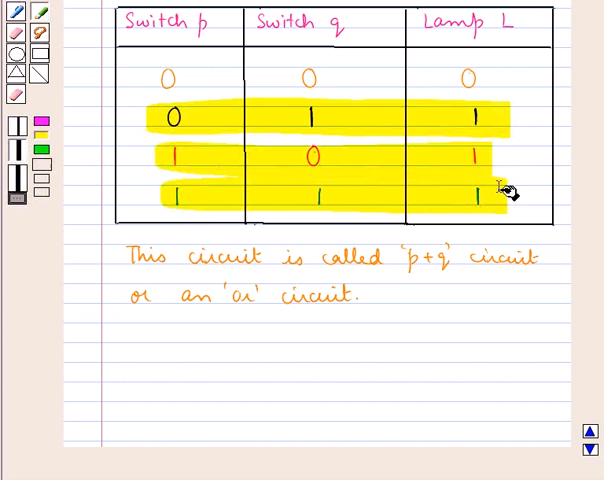 Switch p Switch q Lamp L
0 0 0
0 1 1
1 0 1
1 1 1
This circuit is called 'p+q' circuit
or an 'or' circuit.